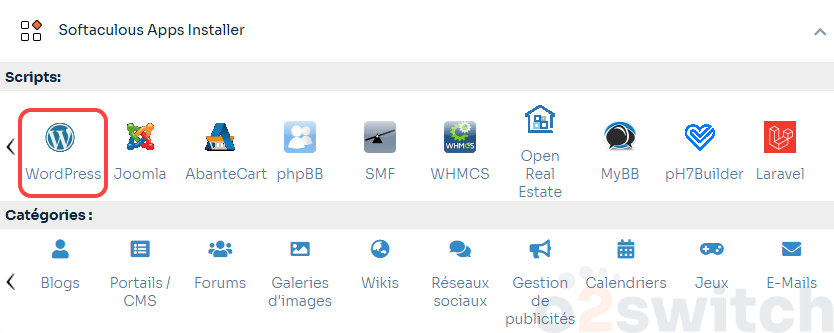 Softaculous Apps Installer
Scripts:
WordPress Joomla AbanteCart phpBB SMF WHMCS Open Real Estate MyBB pH7Builder Laravel
WHMCS
Catégories :
Blogs Portails / CMS Forums Galeries d'images Wikis Réseaux sociaux Gestion de publicités Calendriers Jeux E-Mails
o2switch